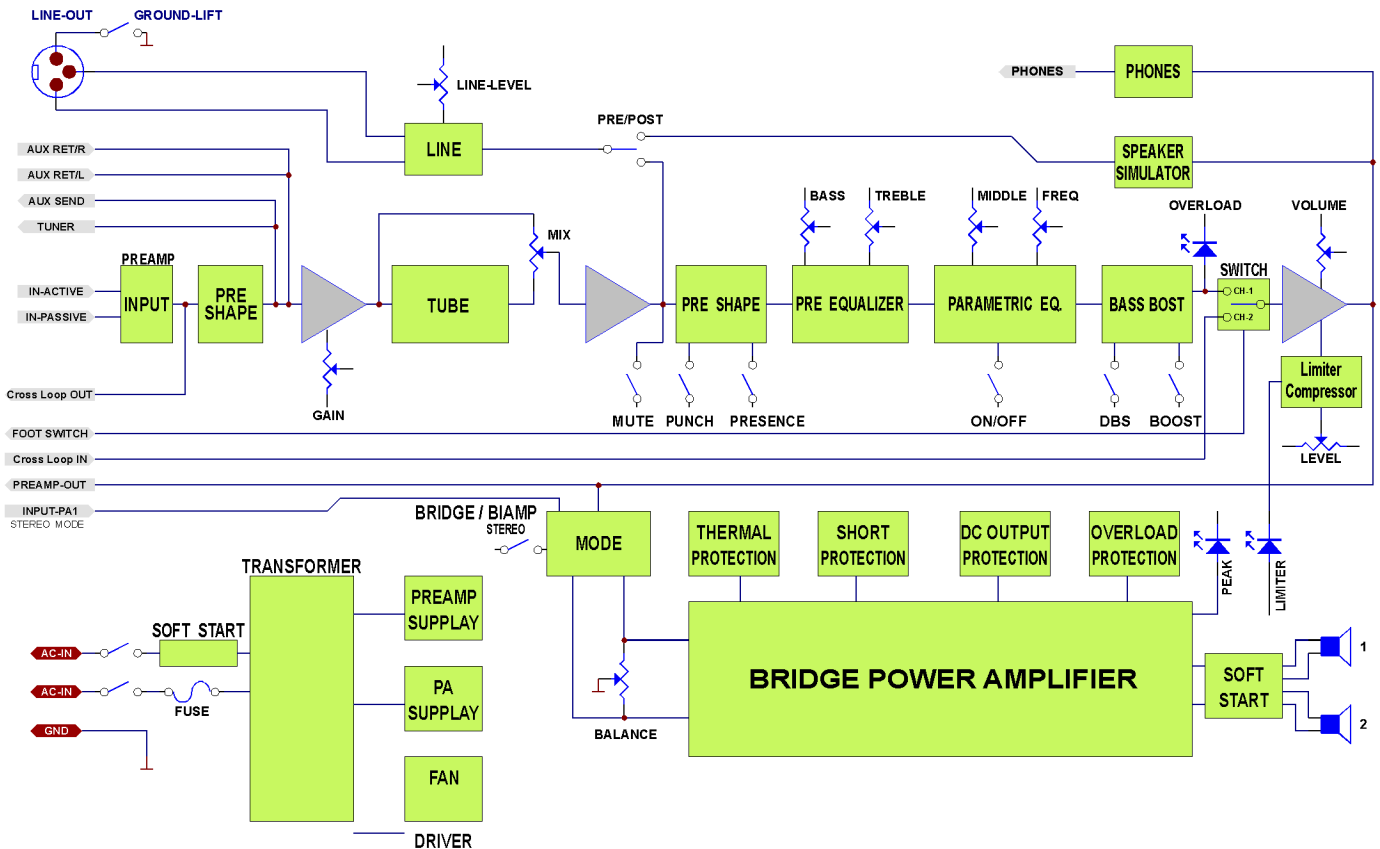 LINE-OUT GROUND-LIFT
LINE-LEVEL
LINE
PRE/POST
PHONES
PHONES
SPEAKER
SIMULATOR
AUX RET/R
AUX RET/L
AUX SEND
TUNER
IN-ACTIVE
IN-PASSIVE
PREAMP
INPUT
PRE
SHAPE
GAIN
TUBE
MIX
PRE SHAPE
MUTE
PUNCH
PRESENCE
BASS
TREBLE
PRE EQUALIZER
MIDDLE
FREQ
PARAMETRIC EQ.
ON/OFF
BASS BOST
DBS
BOOST
OVERLOAD
SWITCH
CH-1
CH-2
VOLUME
Limiter
Compressor
LEVEL
Cross Loop OUT
FOOT SWITCH
Cross Loop IN
PREAMP-OUT
INPUT-PA1
STEREO MODE
BRIDGE / BIAMP
STEREO
MODE
THERMAL
PROTECTION
SHORT
PROTECTION
DC OUTPUT
PROTECTION
OVERLOAD
PROTECTION
PEAK
LIMITER
TRANSFORMER
PREAMP
SUPPLAY
PA
SUPPLAY
FAN
DRIVER
SOFT START
AC-IN
AC-IN
FUSE
GND
BALANCE
BRIDGE POWER AMPLIFIER
SOFT
START
1
2